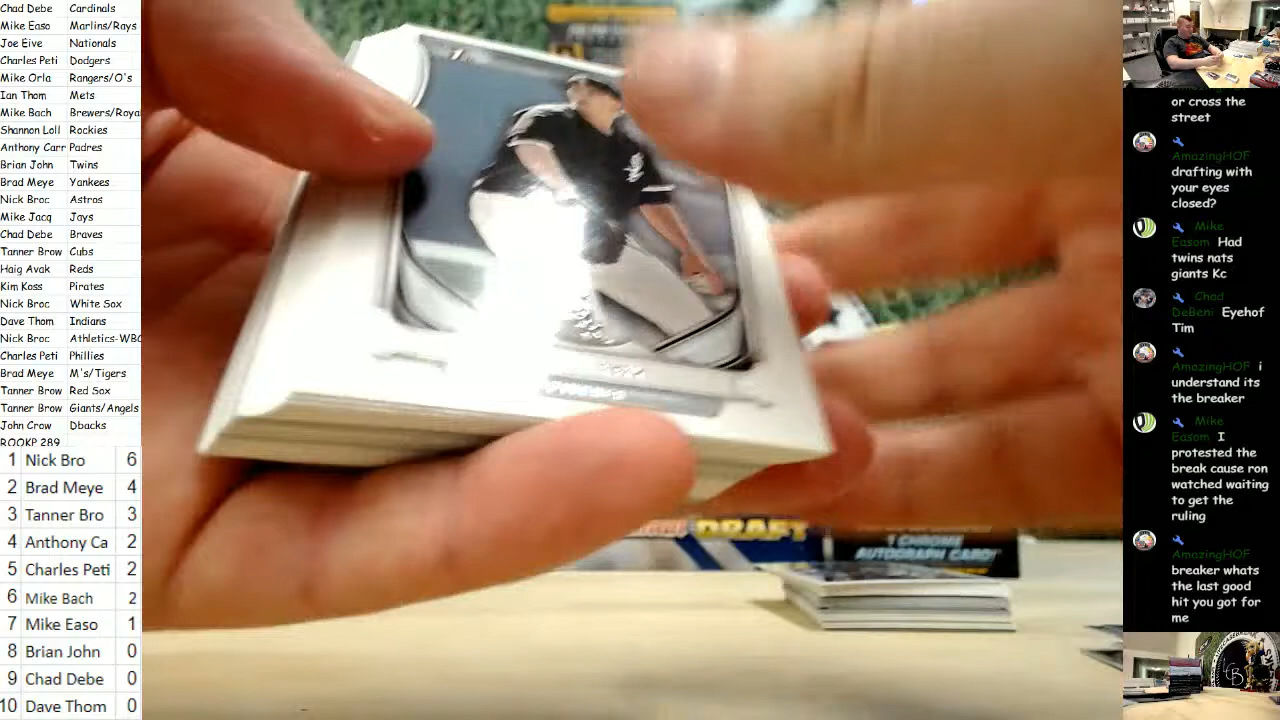 Chad Debe Cardinals
Mike Easo Marlins/Rays
Joe Eive Nationals
Charles Peti Dodgers
Mike Orla Rangers/O's
Ian Thom Mets
Mike Bach Brewers/Roya
Shannon Loll Rockies
Anthony Carr Padres
Brian John Twins
Brad Meye Yankees
Nick Broc Astros
Mike Jacq Jays
Chad Debe Braves
Tanner Brow Cubs
Haig Avak Reds
Kim Koss Pirates
Nick Broc White Sox
Dave Thom Indians
Nick Broc Athletics-WBC
Charles Peti Phillies
Brad Meye M's/Tigers
Tanner Brow Red Sox
Tanner Brow Giants/Angels
John Crow Dbacks
ROOKP 289
1 Nick Bro 6
2 Brad Meye 4
3 Tanner Bro 3
4 Anthony Ca 2
5 Charles Peti 2
6 Mike Bach 2
7 Mike Easo 1
8 Brian John 0
9 Chad Debe 0
10 Dave Thom 0
DRAFT
1 CHROME
AUTOGRAPH CARD!
or cross the
street
AmazingHOF
drafting with
your eyes
closed?
Mike
Easom Had
twins nats
giants Kc
Chad
DeBeni Eyehof
Tim
AmazingHOF i
understand its
the breaker
Mike
Easom I
protested the
break cause ron
watched waiting
to get the
ruling
AmazingHOF
breaker whats
the last good
hit you got for
me